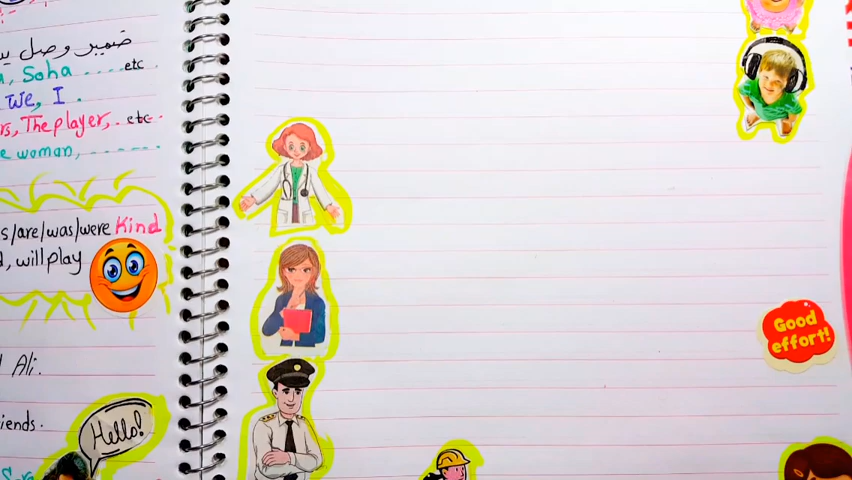 ضمير وصل
, Soha .....etc
We, I .
rs, The player, . etc.
e woman, ------
s/are/was/were Kind
, will play
Ali.
iends.
Hello!
Good
effort!